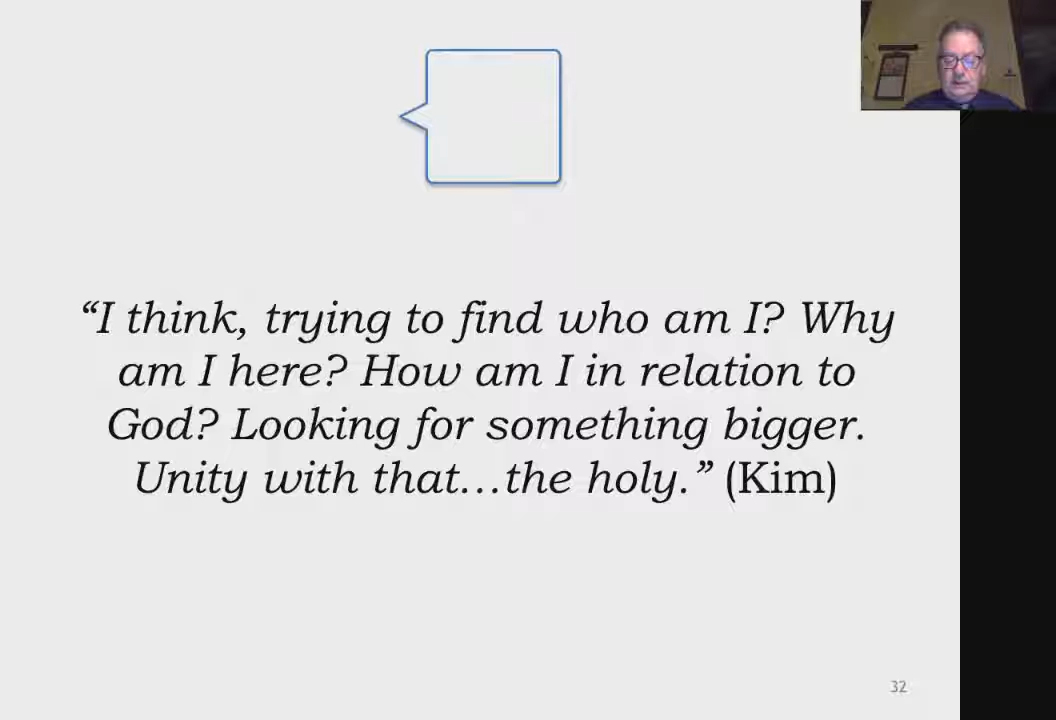 “I think, trying to find who am I? Why
am I here? How am I in relation to
God? Looking for something bigger.
Unity with that…the holy.” (Kim)
32